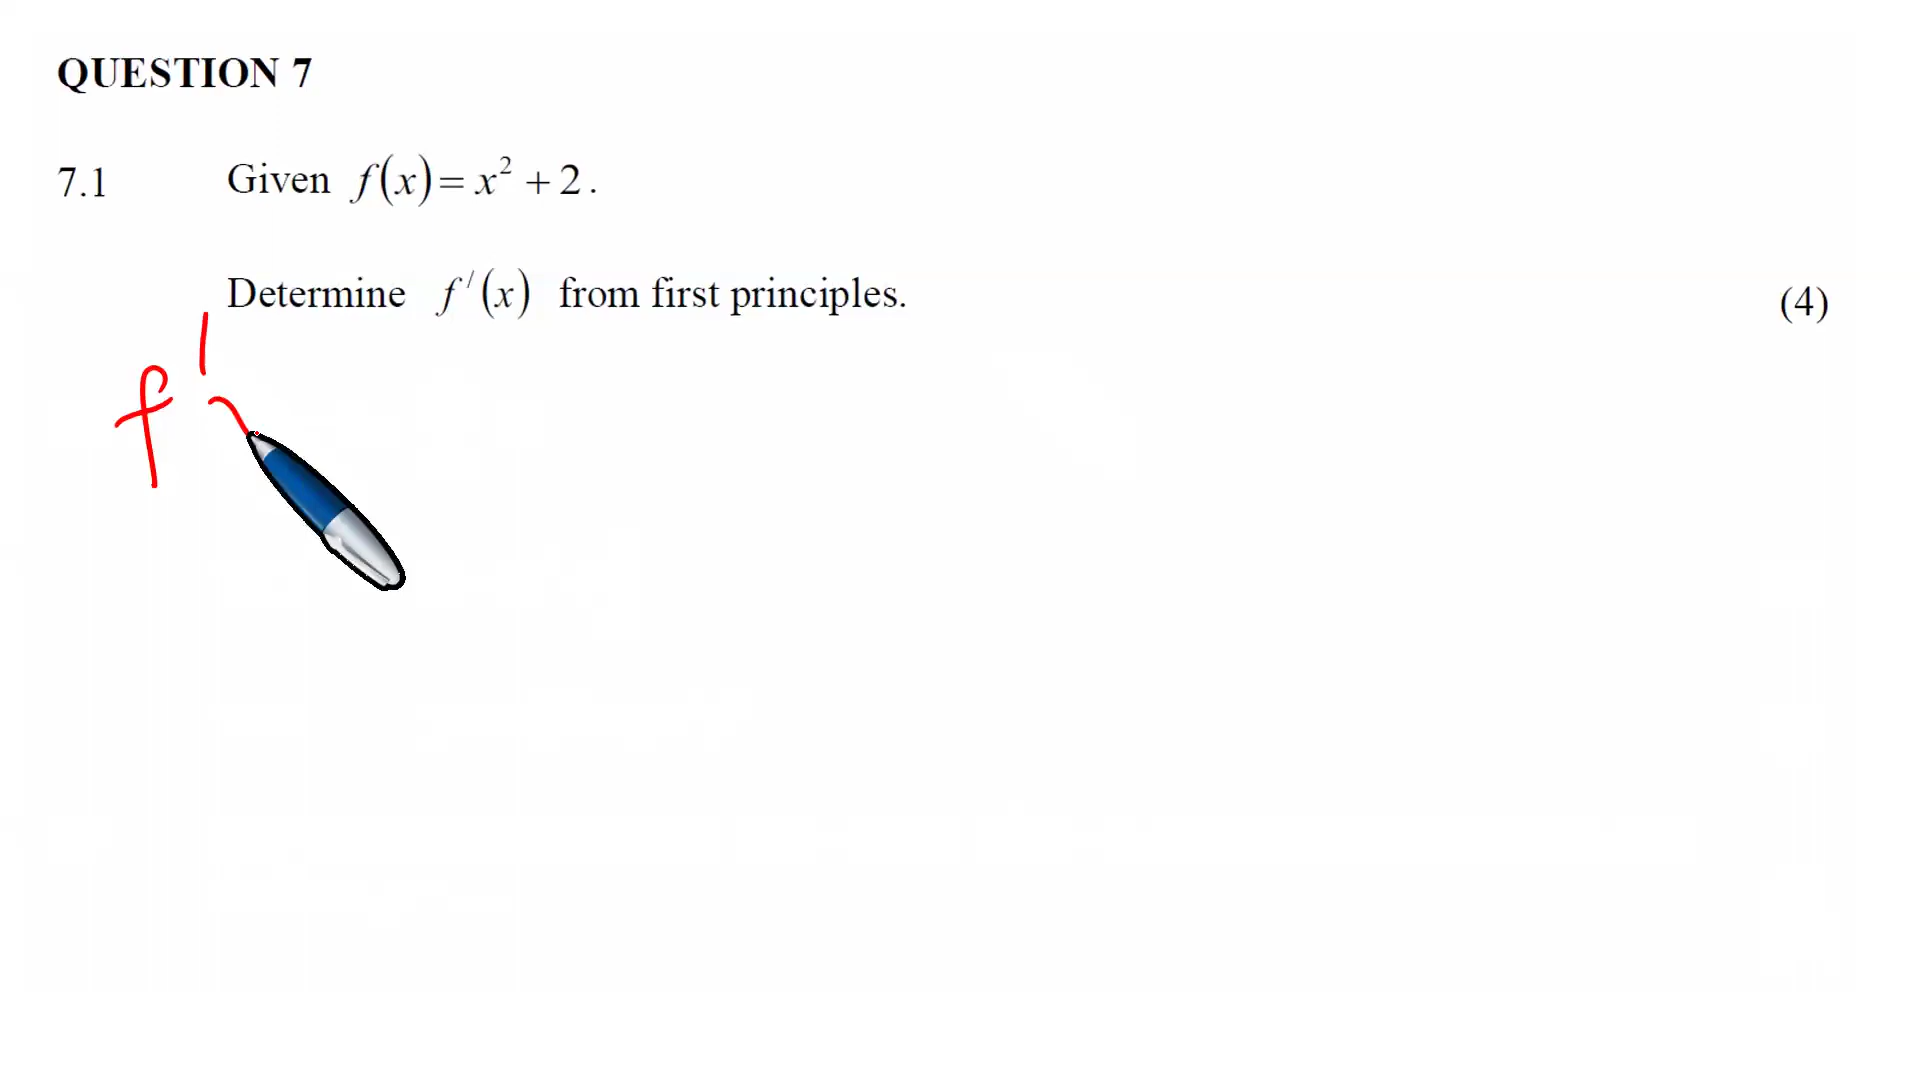 QUESTION 7
7.1 Given f(x) = x² + 2.
Determine f′(x) from first principles. (4)
f′